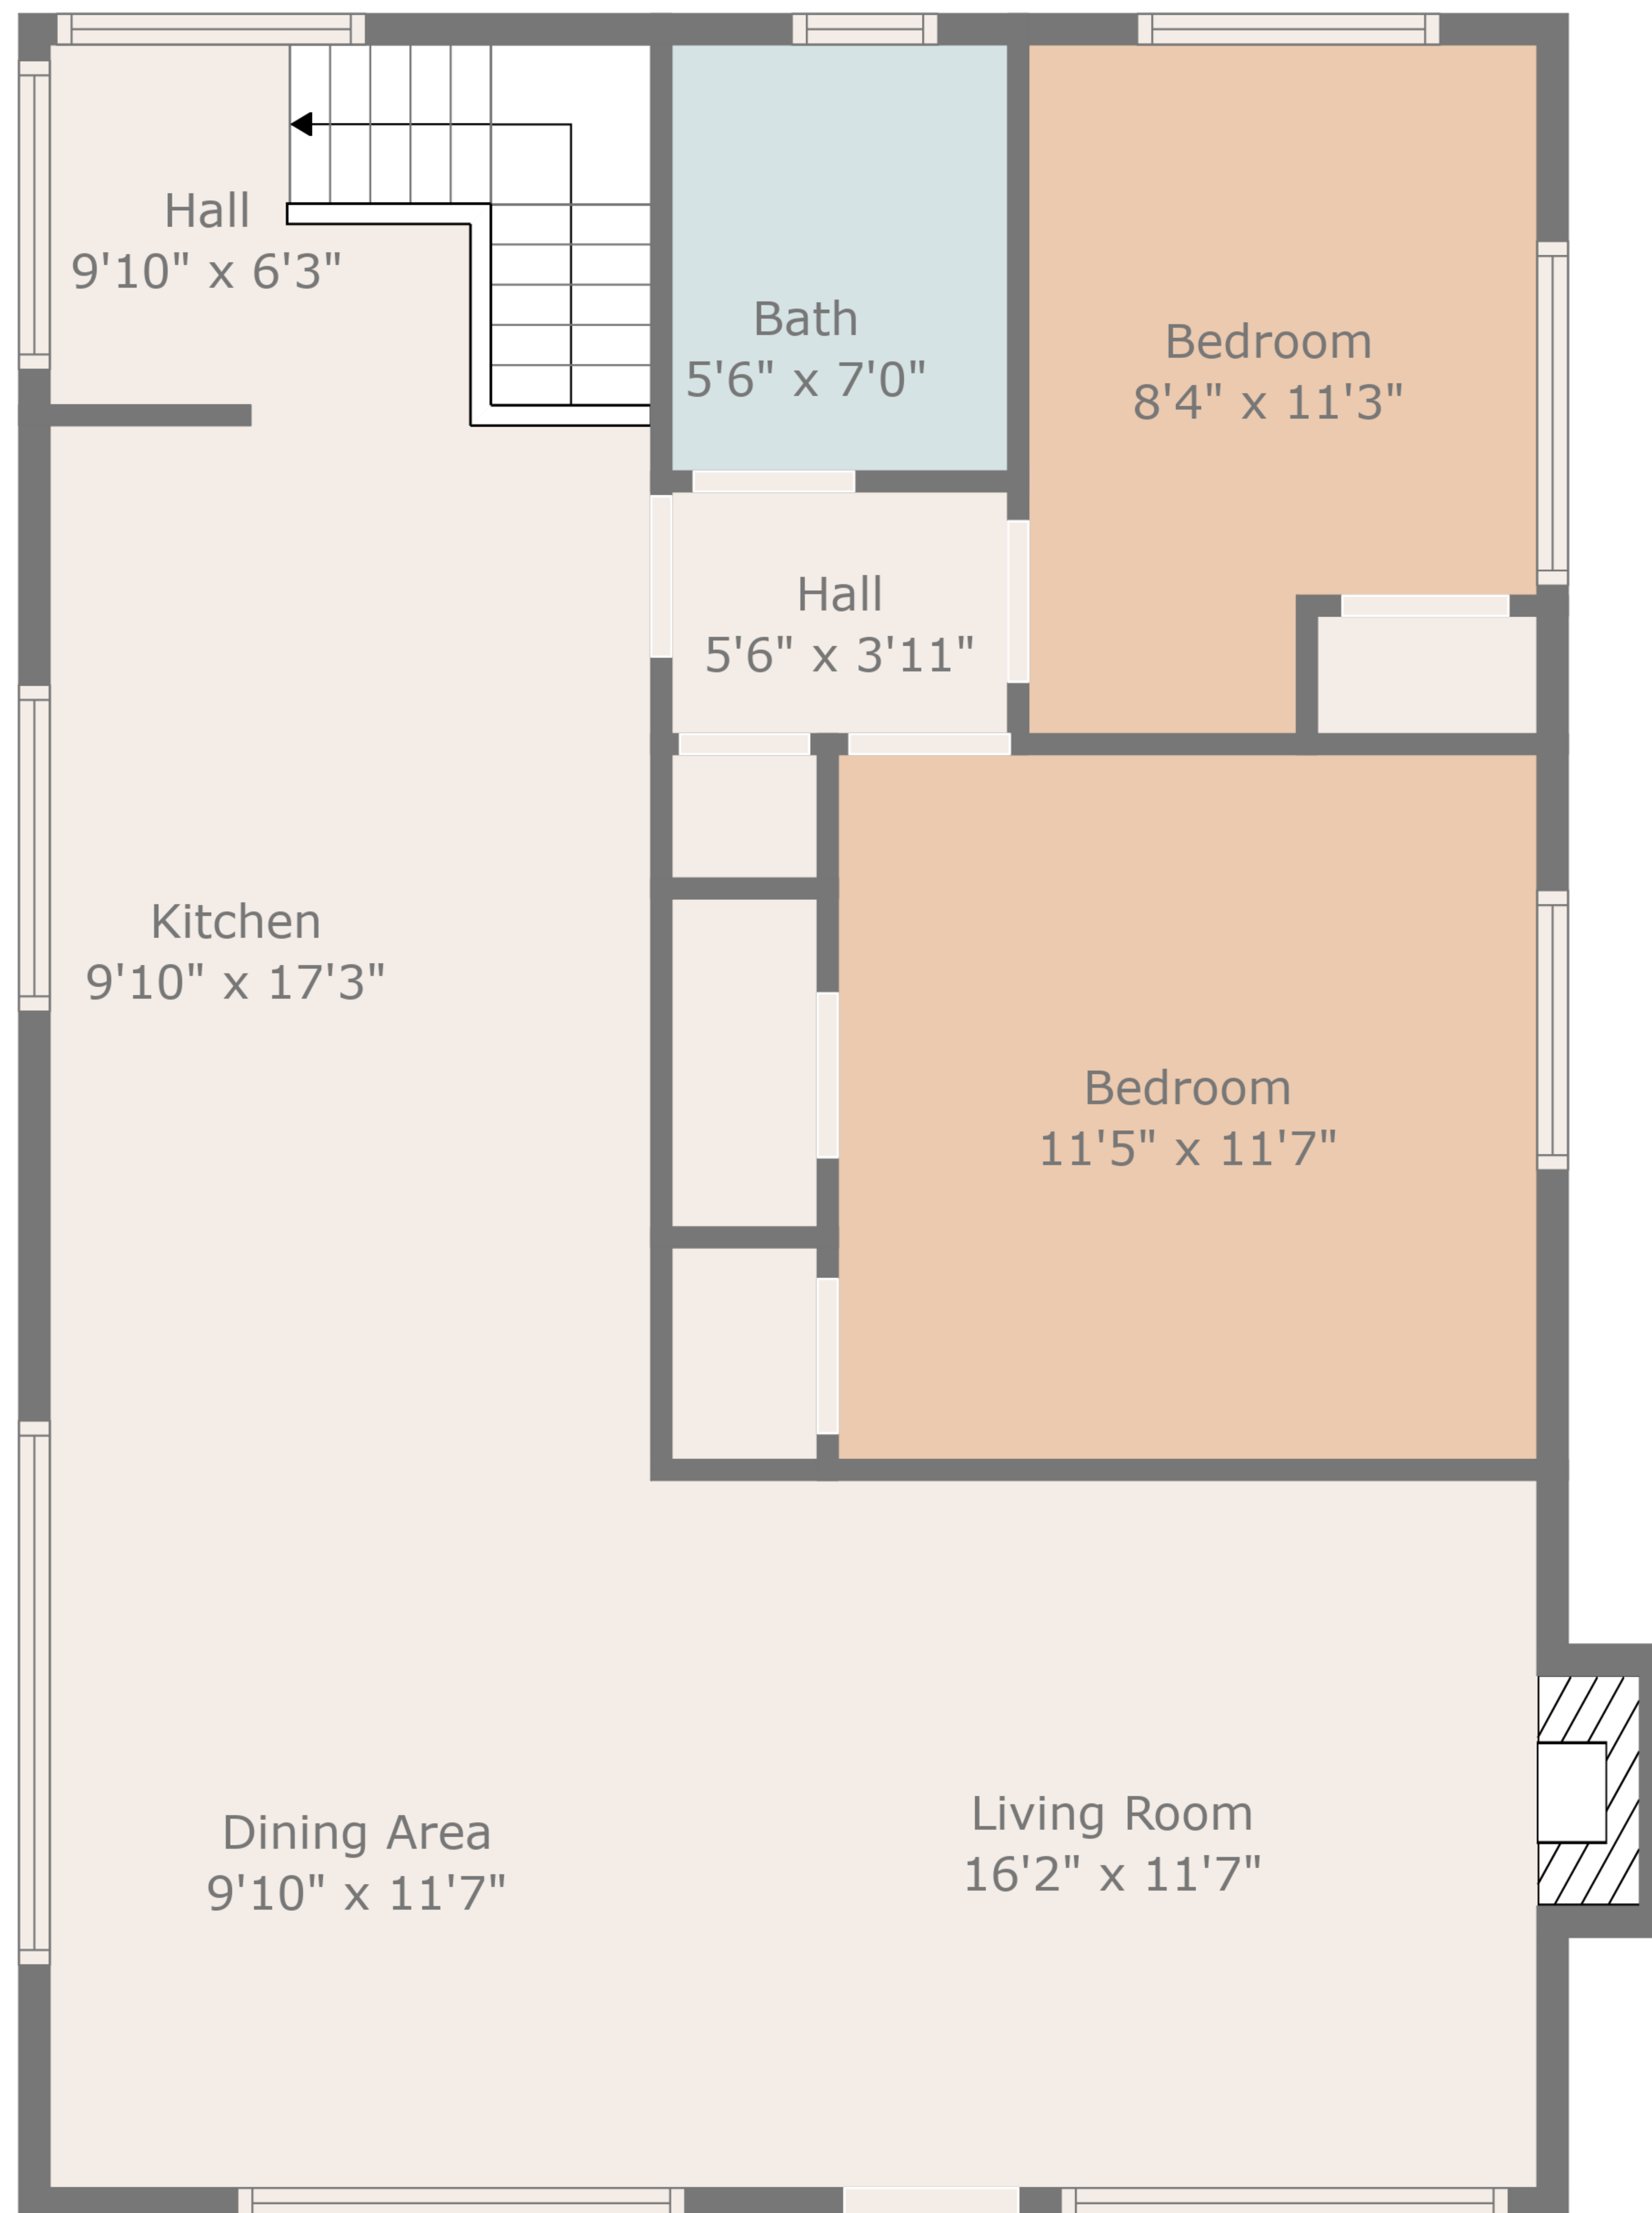 Hall
9'10" x 6'3"
Bath
5'6" x 7'0"
Bedroom
8'4" x 11'3"
Hall
5'6" x 3'11"
Kitchen
9'10" x 17'3"
Bedroom
11'5" x 11'7"
Dining Area
9'10" x 11'7"
Living Room
16'2" x 11'7"